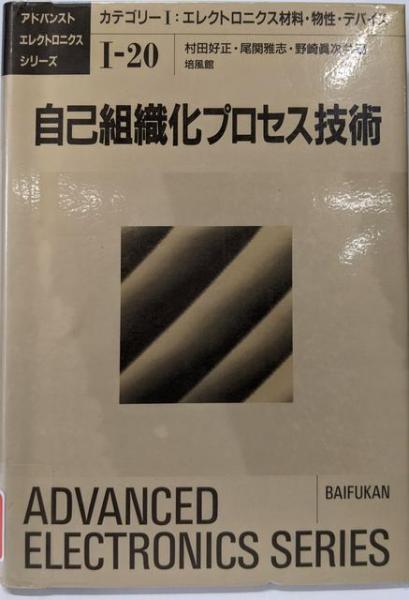 アドバンスト
エレクトロニクス
シリーズ
カテゴリーI:エレクトロニクス材料・物性・デバイス
I-20
村田好正・尾関雅志・野崎眞次
培風館
自己組織化プロセス技術
ADVANCED
ELECTRONICS SERIES
BAIFUKAN